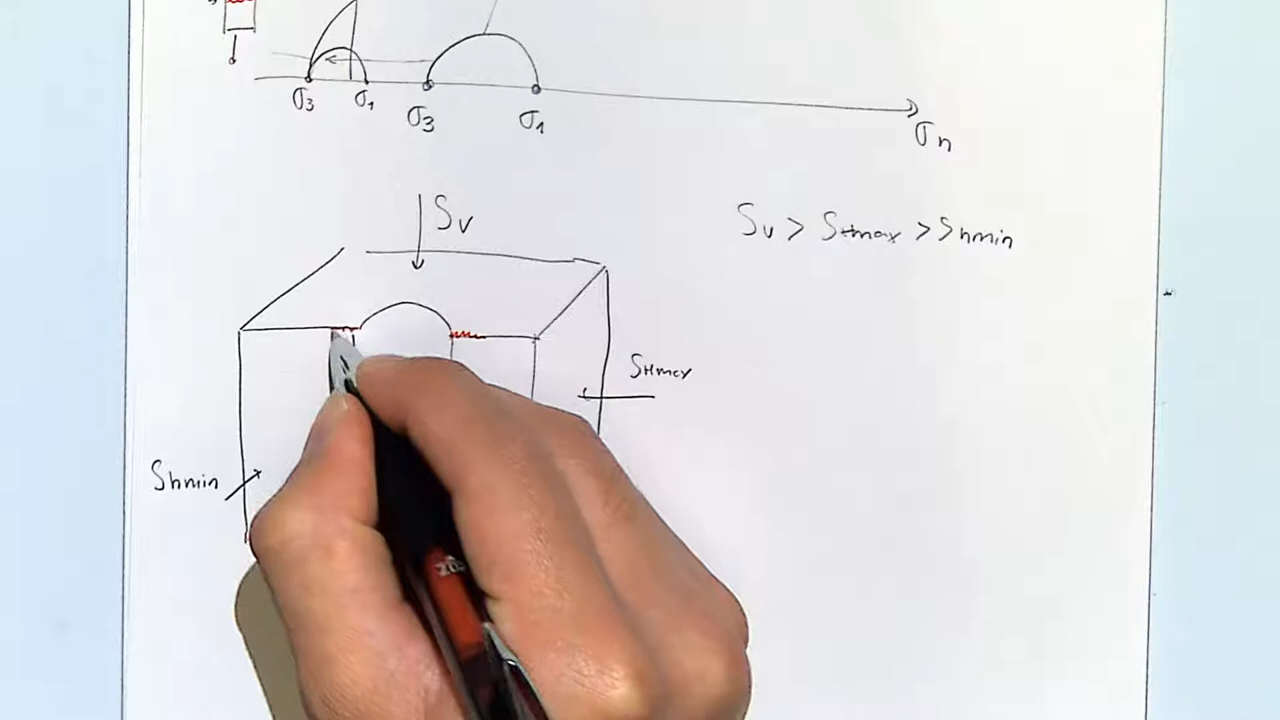 σ3 σ1 σ3 σ1
σn
Sv
Sv > SHmax > Shmin
SHmax
Shmin